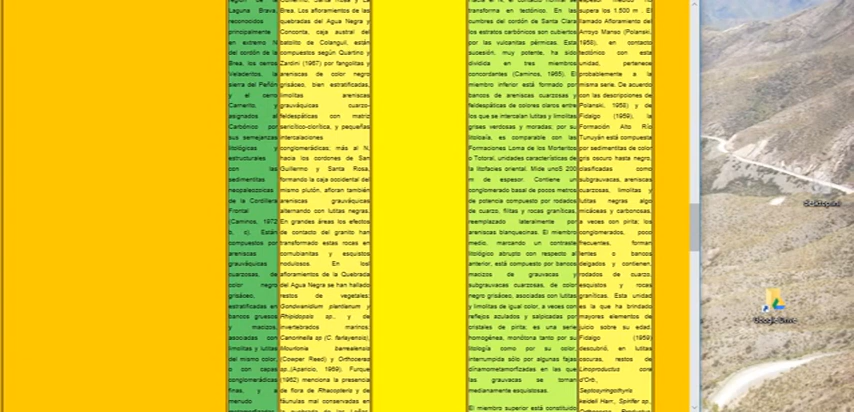 Laguna Brava,
reconocidos
principalmente
en extremo N
del cordón de la
Brea, los cerros
Veladeritos, la
sierra del Peñón
y el cerro
Camerito, y
asignados al
Carbónico por
sus semejanzas
litológicas y
estructurales
con las
sedimentitas
neopaleozoicas
de la Cordillera
Frontal
(Caminos, 1972
b, c). Están
compuestos por
areniscas
grauváquicas
cuarzosas, de
color negro
grisáceo,
estratificadas en
bancos gruesos
y macizos,
asociadas con
limolitas y lutitas
del mismo color,
o con capas
conglomerádicas
finas, y a
menudo
Brea. Los afloramientos de las
quebradas del Agua Negra y
Conconta, caja austral del
batolito de Colanguil, están
compuestos según Quartino y
Zardini (1967) por fangolitas y
areniscas de color negro
grisáceo, bien estratificadas,
limolitas areniscas
grauváquicas cuarzo-
feldespáticas con matriz
sericítico-clorítica, y pequeñas
intercalaciones
conglomerádicas; más al N,
hacia los cordones de San
Guillermo y Santa Rosa,
formando la caja occidental del
mismo plutón, afloran también
areniscas grauváquicas
alternando con lutitas negras.
En grandes áreas los efectos
de contacto del granito han
transformado estas rocas en
cornubianitas y esquistos
nodulosos. En los
afloramientos de la Quebrada
del Agua Negra se han hallado
restos de vegetales:
Gondwanidium plantianum y
Rhipidopsis sp., y de
invertebrados marinos:
Canorinella sp (C. farlayensis),
Mourlonia barrealensis
(Cowper Reed) y Orthoceras
sp.,(Aparicio, 1969). Furque
(1962) menciona la presencia
de flora de Rhacopteris y de
fáunulas mal conservadas en
transforma en tectónico. En las
cumbres del cordón de Santa Clara
los estratos carbónicos son cubiertos
por las vulcanitas pérmicas. Esta
sucesión, muy potente, ha sido
dividida en tres miembros
concordantes (Caminos, 1965). El
miembro inferior está formado por
bancos de areniscas cuarzosas y
feldespáticas de colores claros entre
los que se intercalan lutitas y limolitas
grises verdosas y moradas; por su
litología, es comparable con las
Formaciones Loma de los Morteritos
o Totoral, unidades características de
la litofacies oriental. Mide unoS 200
m de espesor. Contiene un
conglomerado basal de pocos metros
de potencia compuesto por rodados
de cuarzo, filitas y rocas graníticas,
reemplazado lateralmente por
areniscas blanquecinas. El miembro
medio, marcando un contraste
litológico abrupto con respecto al
anterior, está compuesto por bancos
macizos de grauvacas y
subgrauvacas cuarzosas, de color
negro grisáceo, asociadas con lutitas
y limolitas de igual color, a veces con
reflejos azulados y salpicadas por
cristales de pirita; es una serie
homogénea, monótona tanto por su
litología como por su color,
interrumpida sólo por algunas fajas
dinamometamorfizadas en las que
las grauvacas se tornan
medianamente esquistosas.
El miembro superior está constituido
supera los 1.500 m . El
llamado Afloramiento del
Arroyo Manso (Polanski,
1958), en contacto
tectónico con esta
unidad, pertenece
probablemente a la
misma serie. De acuerdo
con las descripciones de
Polanski, 1958) y de
Fidalgo (1959), la
Formación Alto Río
Tunuyán está compuesta
por sedimentitas de color
gris oscuro hasta negro,
clasificadas como
subgrauvacas, areniscas
cuarzosas, limolitas y
lutitas negras algo
micáceas y carbonosas,
a veces con pirita; los
conglomerados, poco
frecuentes, forman
lentes o bancos
delgados y contienen,
rodados de cuarzo,
esquistos y rocas
graníticas. Esta unidad
es la que ha brindado
mayores elementos de
juicio sobre su edad.
Fidalgo (1959)
descubrió, en lutitas
oscuras, restos de
Linoproductus cora
d'Orb.,
Septosyringothyris
keideli Harr., Spirifer sp.,
Google Drive